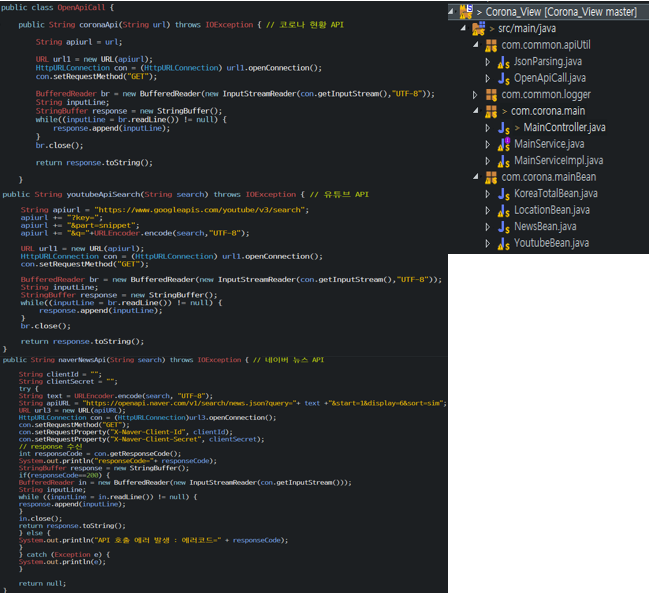 public class OpenApiCall {
public String coronaApi(String url) throws IOException { // 코로나 현황 API
String apiurl = url;
URL url1 = new URL(apiurl);
HttpURLConnection con = (HttpURLConnection) url1.openConnection();
con.setRequestMethod("GET");
BufferedReader br = new BufferedReader(new InputStreamReader(con.getInputStream(),"UTF-8"));
String inputLine;
StringBuffer response = new StringBuffer();
while((inputLine = br.readLine()) != null) {
response.append(inputLine);
}
br.close();
return response.toString();
}
public String youtubeApiSearch(String search) throws IOException { // 유튜브 API
String apiurl = "https://www.googleapis.com/youtube/v3/search";
apiurl += "?key=";
apiurl += "&part=snippet";
apiurl += "&q="+URLEncoder.encode(search,"UTF-8");
URL url1 = new URL(apiurl);
HttpURLConnection con = (HttpURLConnection) url1.openConnection();
con.setRequestMethod("GET");
BufferedReader br = new BufferedReader(new InputStreamReader(con.getInputStream(),"UTF-8"));
String inputLine;
StringBuffer response = new StringBuffer();
while((inputLine = br.readLine()) != null) {
response.append(inputLine);
}
br.close();
return response.toString();
}
public String naverNewsApi(String search) throws IOException { // 네이버 뉴스 API
String clientId = "";
String clientSecret = "";
try {
String text = URLEncoder.encode(search, "UTF-8");
String apiURL = "https://openapi.naver.com/v1/search/news.json?query="+ text +"&start=1&display=6&sort=sim";
URL url3 = new URL(apiURL);
HttpURLConnection con = (HttpURLConnection)url3.openConnection();
con.setRequestMethod("GET");
con.setRequestProperty("X-Naver-Client-Id", clientId);
con.setRequestProperty("X-Naver-Client-Secret", clientSecret);
// response 수신
int responseCode = con.getResponseCode();
System.out.println("responseCode="+ responseCode);
StringBuffer response = new StringBuffer();
if(responseCode==200) {
BufferedReader in = new BufferedReader(new InputStreamReader(con.getInputStream()));
String inputLine;
while ((inputLine = in.readLine()) != null) {
response.append(inputLine);
}
in.close();
return response.toString();
} else {
System.out.println("API 호출 에러 발생 : 에러코드=" + responseCode);
}
} catch (Exception e) {
System.out.println(e);
}
return null;
}
> Corona_View [Corona_View master]
> src/main/java
com.common.apiUtil
JsonParsing.java
OpenApiCall.java
com.common.logger
> com.corona.main
> MainController.java
MainService.java
MainServiceImpl.java
com.corona.mainBean
KoreaTotalBean.java
LocationBean.java
NewsBean.java
YoutubeBean.java